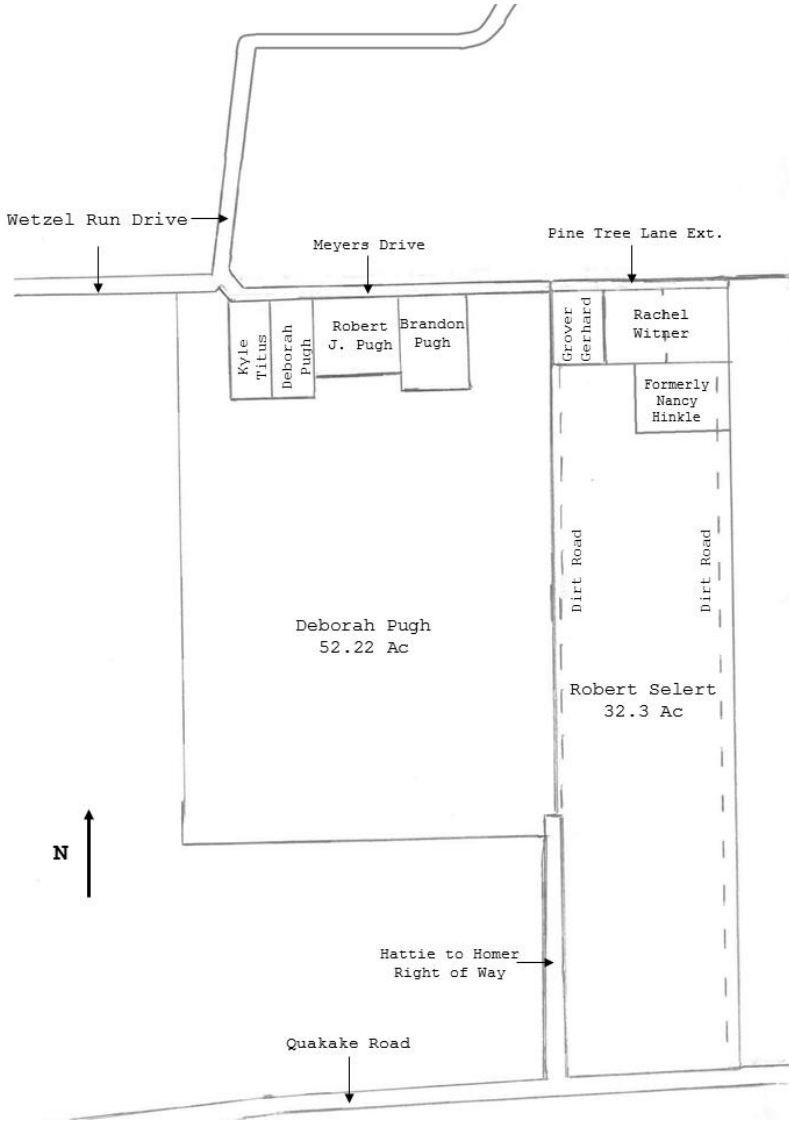 Wetzel Run Drive
Meyers Drive
Pine Tree Lane Ext.
Kyle
Titus
Deborah
Pugh
Robert
J. Pugh
Brandon
Pugh
Grover
Gerhard
Rachel
Witner
Formerly
Nancy
Hinkle
Dirt Road
Dirt Road
Deborah Pugh
52.22 Ac
Robert Selert
32.3 Ac
N
Hattie to Homer
Right of Way
Quakake Road